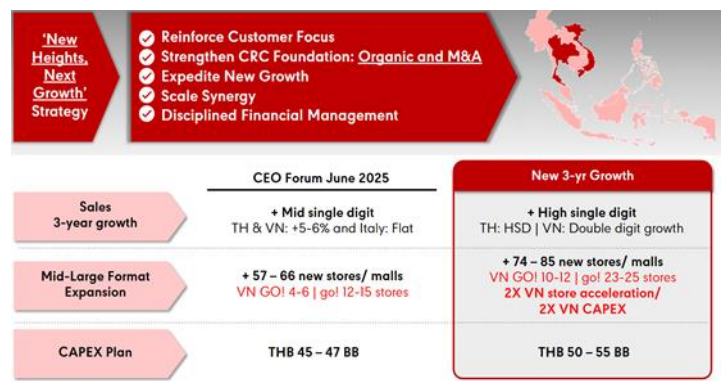 'New
Heights,
Next
Growth'
Strategy
Reinforce Customer Focus
Strengthen CRC Foundation: Organic and M&A
Expedite New Growth
Scale Synergy
Disciplined Financial Management
CEO Forum June 2025
New 3-yr Growth
Sales
3-year growth
+ Mid single digit
TH & VN: +5-6% and Italy: Flat
+ High single digit
TH: HSD | VN: Double digit growth
Mid-Large Format
Expansion
+ 57 – 66 new stores/ malls
VN GO! 4-6 | go! 12-15 stores
+ 74 – 85 new stores/ malls
VN GO! 10-12 | go! 23-25 stores
2X VN store acceleration/
2X VN CAPEX
CAPEX Plan
THB 45 – 47 BB
THB 50 – 55 BB